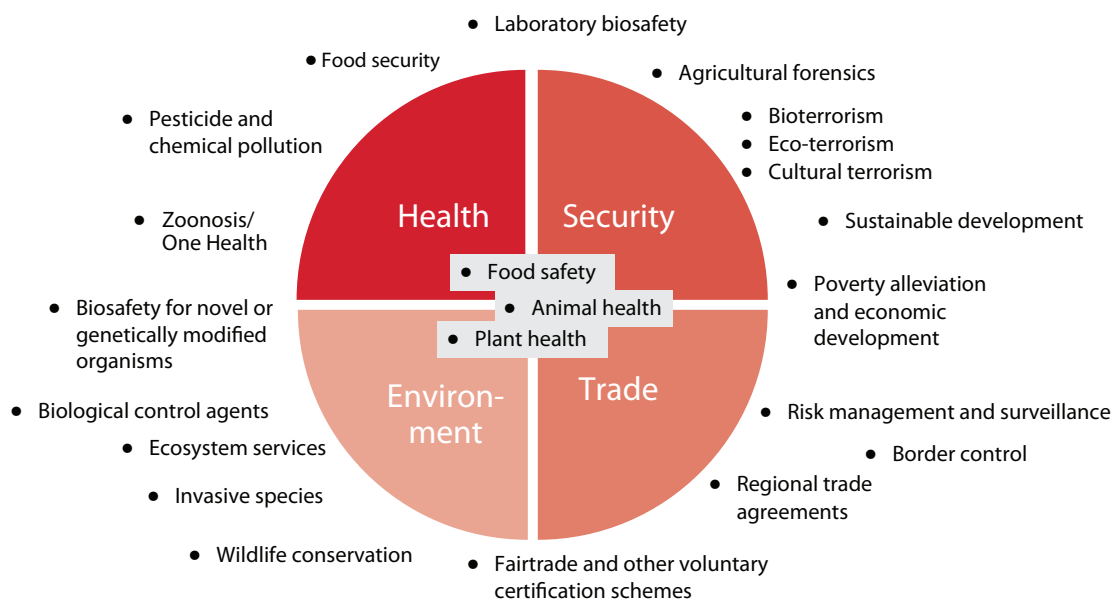 ● Laboratory biosafety
● Food security
● Agricultural forensics
● Pesticide and
chemical pollution
● Bioterrorism
● Eco-terrorism
● Cultural terrorism
Health
Security
● Zoonosis/
One Health
● Sustainable development
● Food safety
● Animal health
● Plant health
● Poverty alleviation
and economic
development
● Biosafety for novel or
genetically modified
organisms
Environ-
ment
Trade
● Biological control agents
● Risk management and surveillance
● Ecosystem services
● Border control
● Invasive species
● Regional trade
agreements
● Wildlife conservation
● Fairtrade and other voluntary
certification schemes